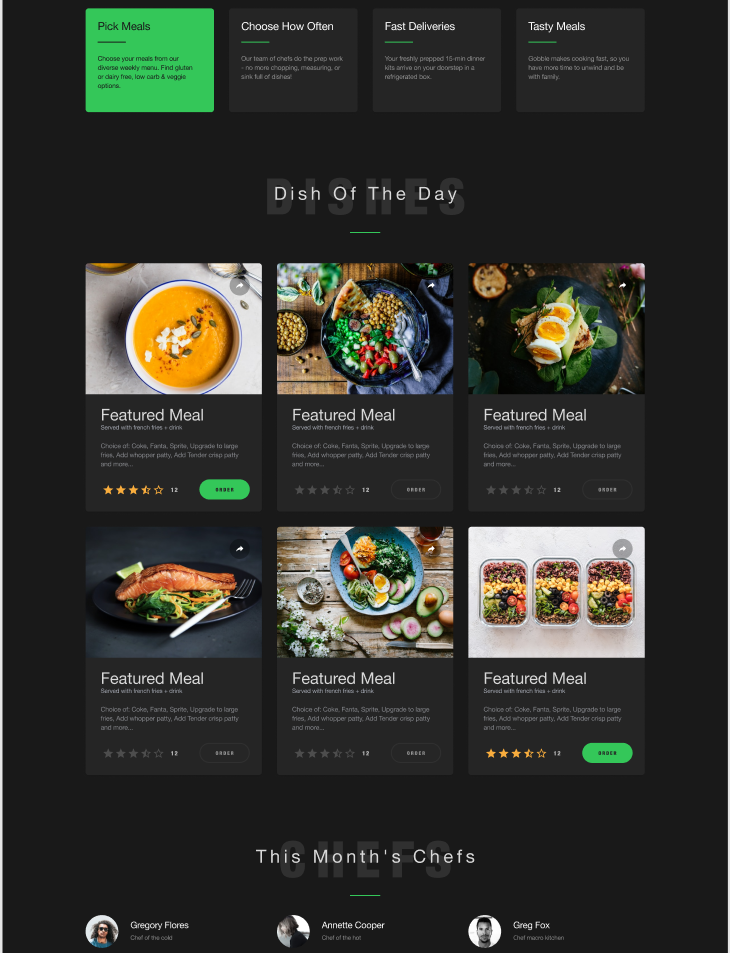 Pick Meals
Choose your meals from our
diverse weekly menu. Find gluten
or dairy free, low carb & veggie
options.
Choose How Often
Our team of chefs do the prep work
- no more chopping, measuring, or
sink full of dishes!
Fast Deliveries
Your freshly prepped 15-min dinner
kits arrive on your doorstep in a
refrigerated box.
Tasty Meals
Gobble makes cooking fast, so you
have more time to unwind and be
with family.
DISHES
Dish Of The Day
Featured Meal
Served with french fries + drink
Choice of: Coke, Fanta, Sprite, Upgrade to large
fries, Add whopper patty, Add Tender crisp patty
and more...
12
ORDER
Featured Meal
Served with french fries + drink
Choice of: Coke, Fanta, Sprite, Upgrade to large
fries, Add whopper patty, Add Tender crisp patty
and more...
12
ORDER
Featured Meal
Served with french fries + drink
Choice of: Coke, Fanta, Sprite, Upgrade to large
fries, Add whopper patty, Add Tender crisp patty
and more...
12
ORDER
Featured Meal
Served with french fries + drink
Choice of: Coke, Fanta, Sprite, Upgrade to large
fries, Add whopper patty, Add Tender crisp patty
and more...
12
ORDER
Featured Meal
Served with french fries + drink
Choice of: Coke, Fanta, Sprite, Upgrade to large
fries, Add whopper patty, Add Tender crisp patty
and more...
12
ORDER
Featured Meal
Served with french fries + drink
Choice of: Coke, Fanta, Sprite, Upgrade to large
fries, Add whopper patty, Add Tender crisp patty
and more...
12
ORDER
CHEFS
This Month's Chefs
Gregory Flores
Chef of the cold
Annette Cooper
Chef of the hot
Greg Fox
Chef macro kitchen